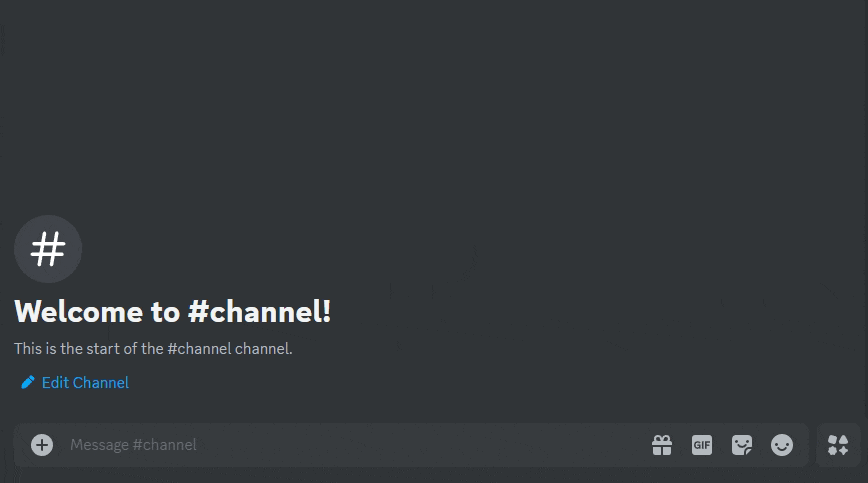 #
Welcome to #channel!
This is the start of the #channel channel.
Edit Channel
Message #channel
GIF